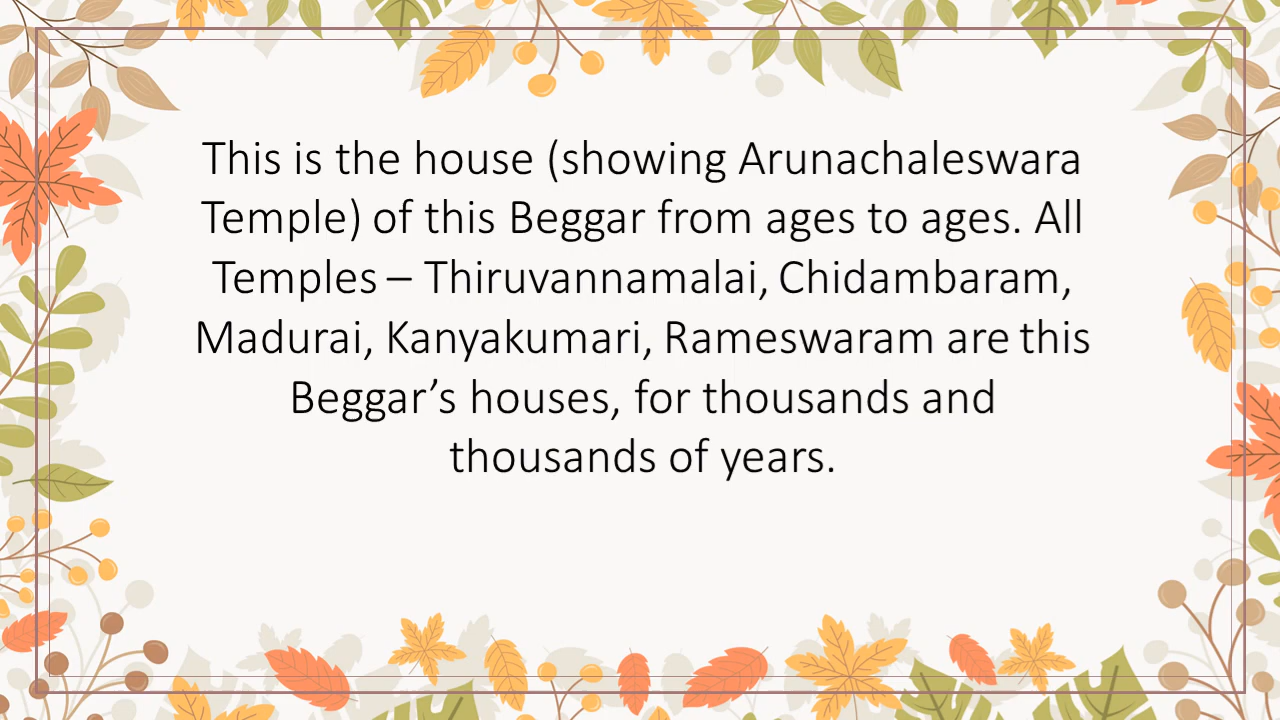 This is the house (showing Arunachaleswara
Temple) of this Beggar from ages to ages. All
Temples – Thiruvannamalai, Chidambaram,
Madurai, Kanyakumari, Rameswaram are this
Beggar’s houses, for thousands and
thousands of years.